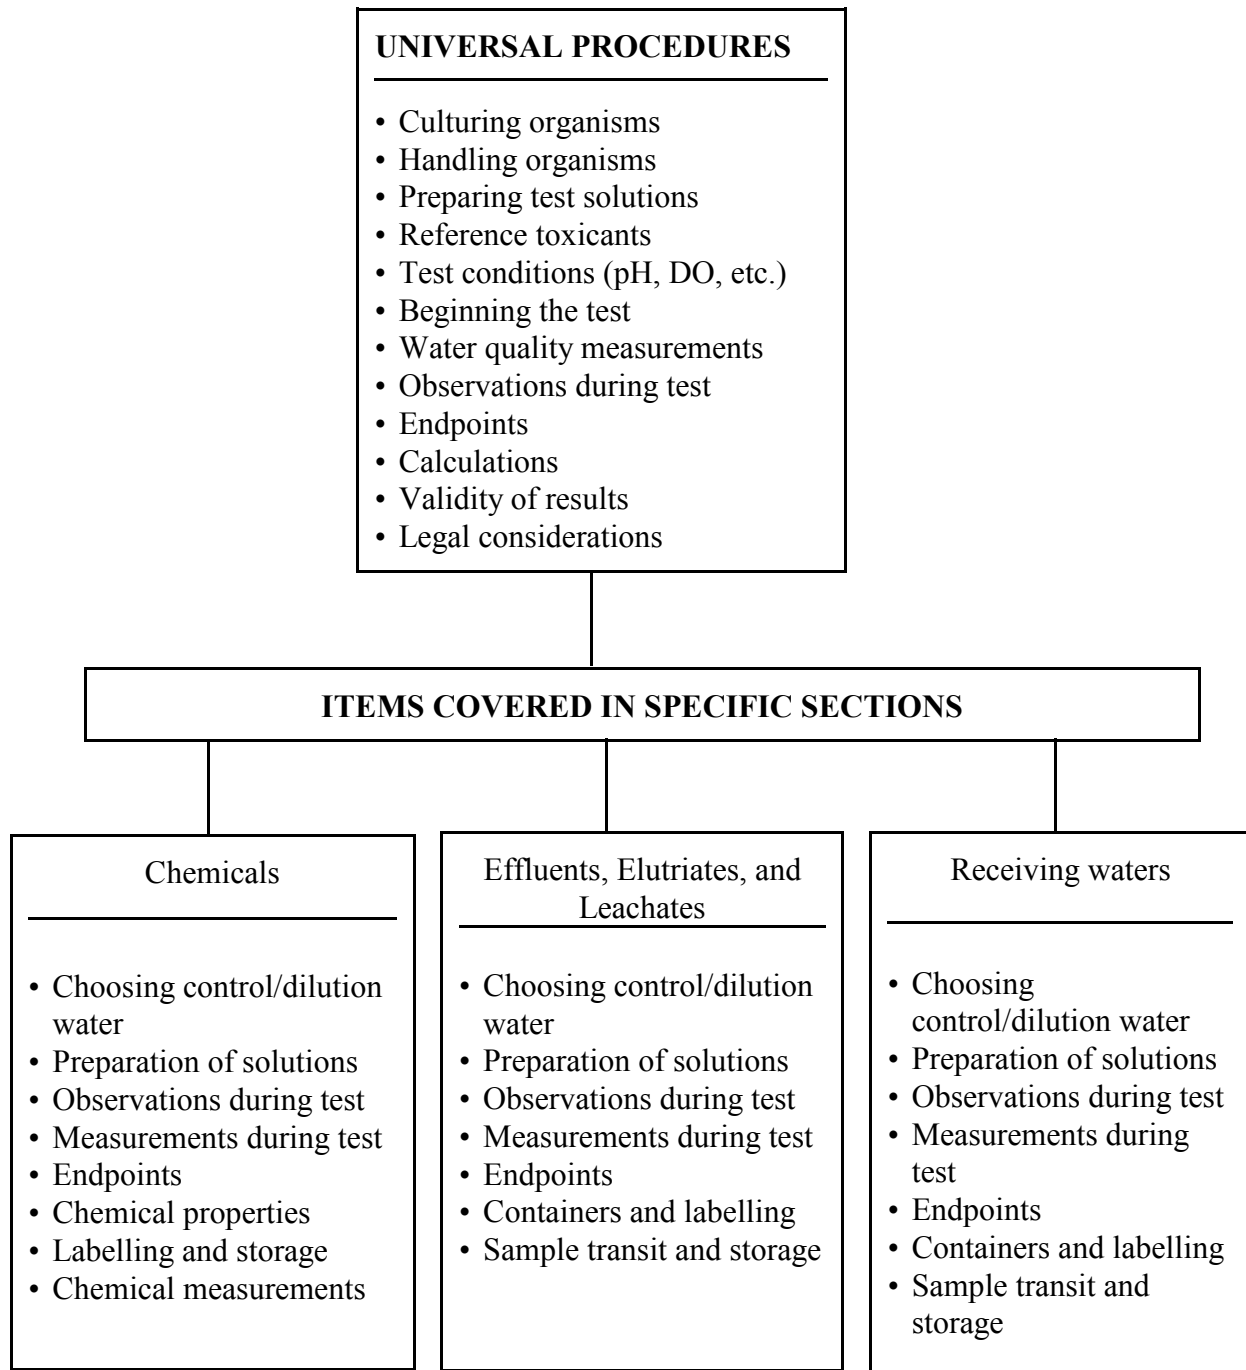 UNIVERSAL PROCEDURES
• Culturing organisms
• Handling organisms
• Preparing test solutions
• Reference toxicants
• Test conditions (pH, DO, etc.)
• Beginning the test
• Water quality measurements
• Observations during test
• Endpoints
• Calculations
• Validity of results
• Legal considerations
ITEMS COVERED IN SPECIFIC SECTIONS
Chemicals
• Choosing control/dilution
water
• Preparation of solutions
• Observations during test
• Measurements during test
• Endpoints
• Chemical properties
• Labelling and storage
• Chemical measurements
Effluents, Elutriates, and
Leachates
• Choosing control/dilution
water
• Preparation of solutions
• Observations during test
• Measurements during test
• Endpoints
• Containers and labelling
• Sample transit and storage
Receiving waters
• Choosing
control/dilution water
• Preparation of solutions
• Observations during test
• Measurements during
test
• Endpoints
• Containers and labelling
• Sample transit and
storage